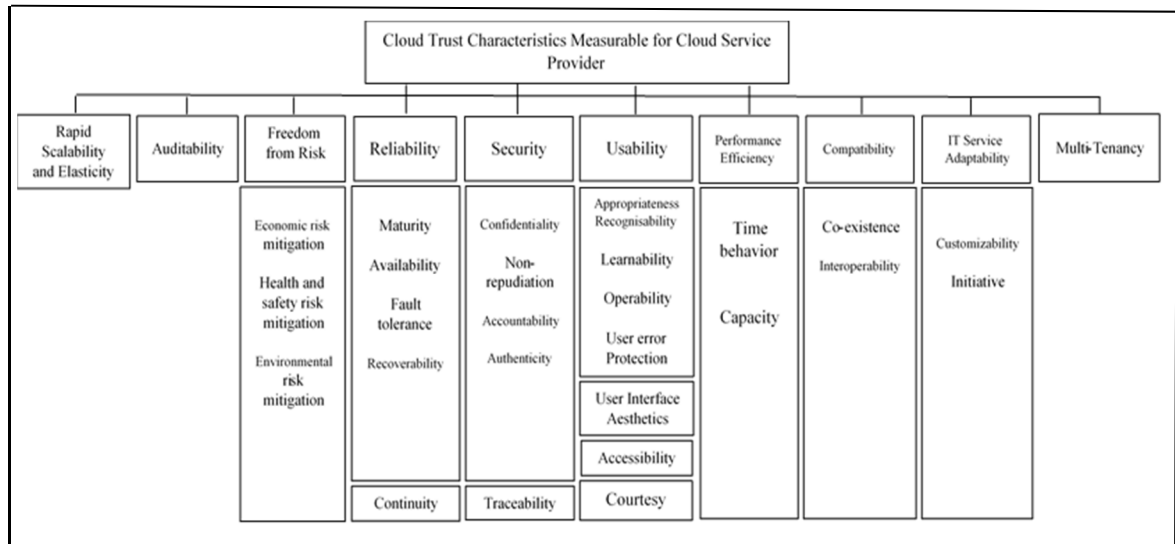 Cloud Trust Characteristics Measurable for Cloud Service
Provider
Rapid
Scalability
and Elasticity
Auditability
Freedom
from Risk
Reliability
Security
Usability
Performance
Efficiency
Compatibility
IT Service
Adaptability
Multi-Tenancy
Economic risk
mitigation
Health and
safety risk
mitigation
Environmental
risk
mitigation
Maturity
Availability
Fault
tolerance
Recoverability
Continuity
Confidentiality
Non-
repudiation
Accountability
Authenticity
Traceability
Appropriateness
Recognisability
Learnability
Operability
User error
Protection
User Interface
Aesthetics
Accessibility
Courtesy
Time
behavior
Capacity
Co-existence
Interoperability
Customizability
Initiative